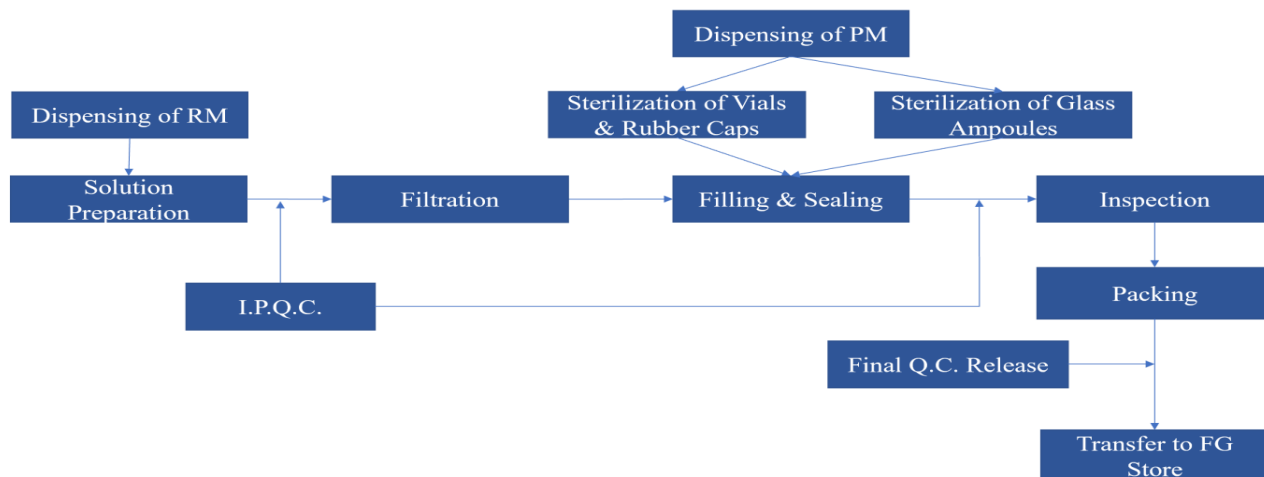 Dispensing of PM
Dispensing of RM
Sterilization of Vials
& Rubber Caps
Sterilization of Glass
Ampoules
Solution
Preparation
Filtration
Filling & Sealing
Inspection
I.P.Q.C.
Packing
Final Q.C. Release
Transfer to FG
Store